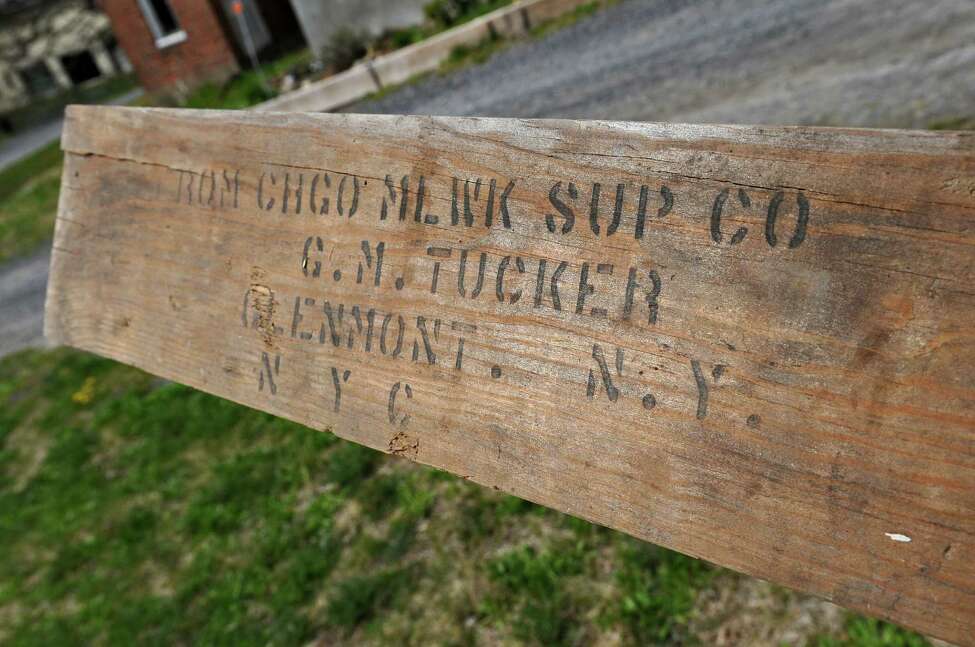 ROM CHGO MLWK SUP CO
G.M.TUCKER
GLENMONT. N.Y.
N Y C